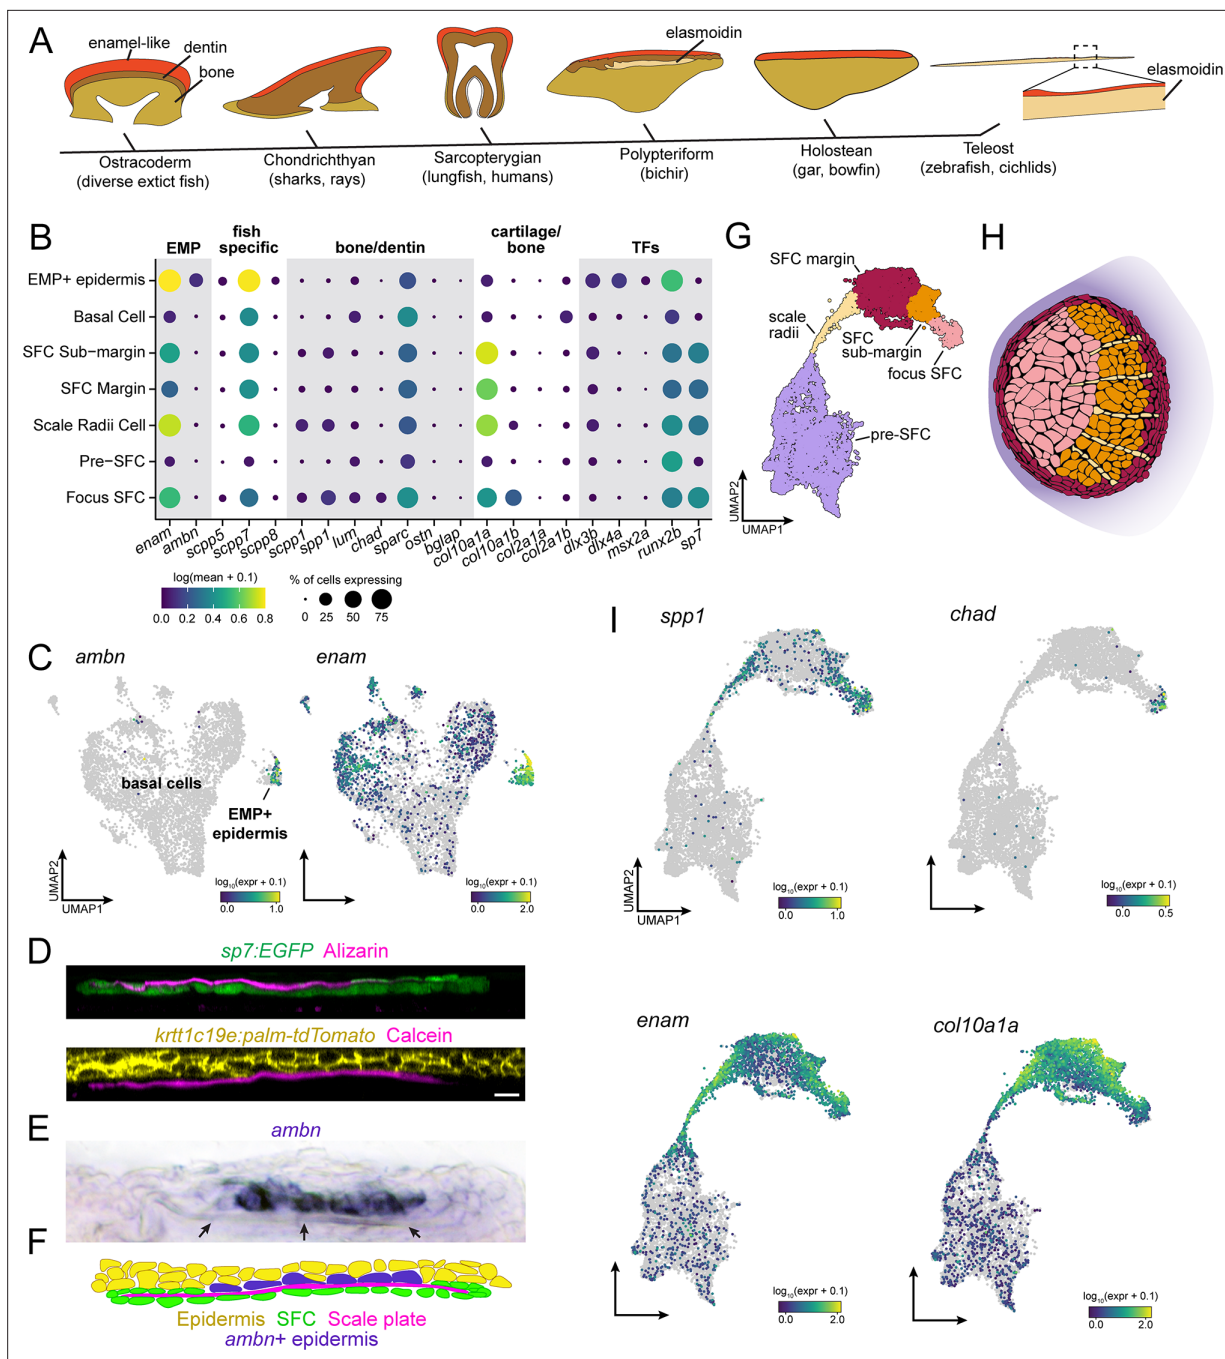 A
enamel-like
dentin
bone
elasmoidin
elasmoidin
Ostracoderm
(diverse extict fish)
Chondrichthyan
(sharks, rays)
Sarcopterygian
(lungfish, humans)
Polypteriform
(bichir)
Holostean
(gar, bowfin)
Teleost
(zebrafish, cichlids)
B
EMP
fish
specific
bone/dentin
cartilage/
bone
TFs
EMP+ epidermis
Basal Cell
SFC Sub−margin
SFC Margin
Scale Radii Cell
Pre−SFC
Focus SFC
enam
ambn
scpp5
scpp7
scpp8
scpp1
spp1
lum
chad
sparc
ostn
bglap
col10a1a
col10a1b
col2a1a
col2a1b
dlx3b
dlx4a
msx2a
runx2b
sp7
log(mean + 0.1)
0.0 0.2 0.4 0.6 0.8
% of cells expressing
0 25 50 75
G
SFC margin
scale
radii
SFC
sub-margin
focus SFC
pre-SFC
UMAP2
UMAP1
H
C
ambn
enam
basal cells
EMP+
epidermis
UMAP2
UMAP1
log10(expr + 0.1)
0.0 1.0
log10(expr + 0.1)
0.0 2.0
D
sp7:EGFP Alizarin
krtt1c19e:palm-tdTomato Calcein
E
ambn
F
Epidermis SFC Scale plate
ambn+ epidermis
I
spp1
chad
UMAP2
UMAP1
log10(expr + 0.1)
0.0 1.0
log10(expr + 0.1)
0.0 0.5
enam
col10a1a
log10(expr + 0.1)
0.0 2.0
log10(expr + 0.1)
0.0 2.0